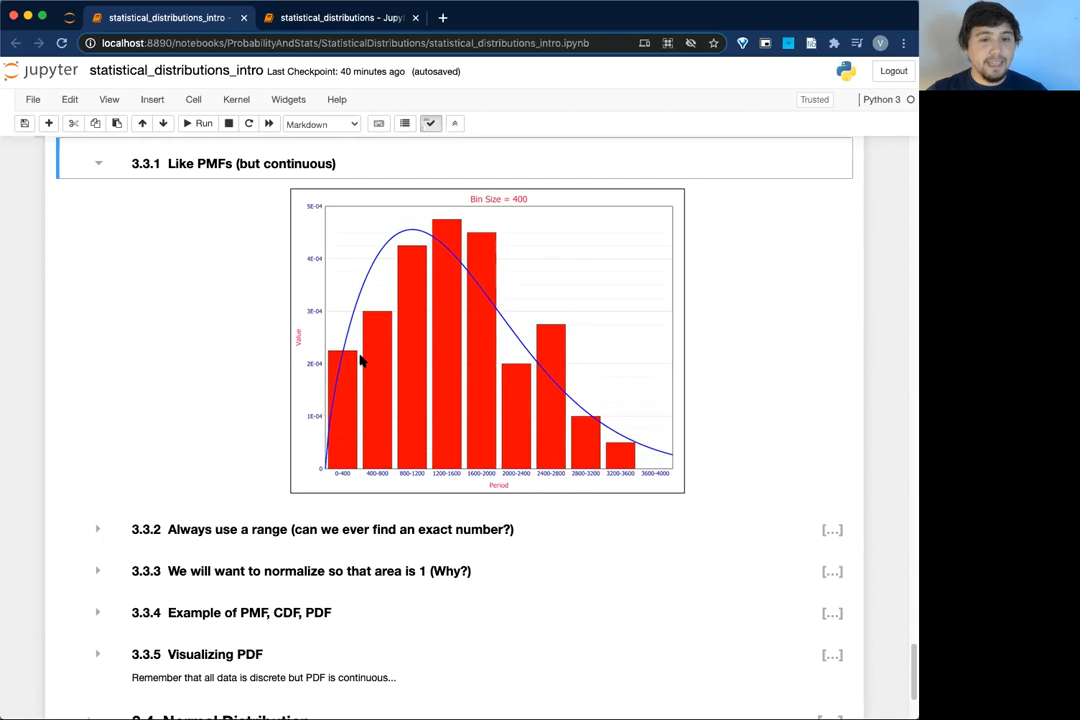 statistical_distributions_intro -
statistical_distributions - Jupyt
localhost:8890/notebooks/ProbabilityAndStats/StatisticalDistributions/statistical_distributions_intro.ipynb
V
jupyter statistical_distributions_intro Last Checkpoint: 40 minutes ago (autosaved)
Logout
File Edit View Insert Cell Kernel Widgets Help
Trusted
Python 3
Run
Markdown
3.3.1 Like PMFs (but continuous)
Bin Size = 400
5E-04
4E-04
3E-04
Value
2E-04
1E-04
0
0-400 400-800 800-1200 1200-1600 1600-2000 2000-2400 2400-2800 2800-3200 3200-3600 3600-4000
Period
3.3.2 Always use a range (can we ever find an exact number?)
[...]
3.3.3 We will want to normalize so that area is 1 (Why?)
[...]
3.3.4 Example of PMF, CDF, PDF
[...]
3.3.5 Visualizing PDF
[...]
Remember that all data is discrete but PDF is continuous...
3.4 Normal Distribution
[...]